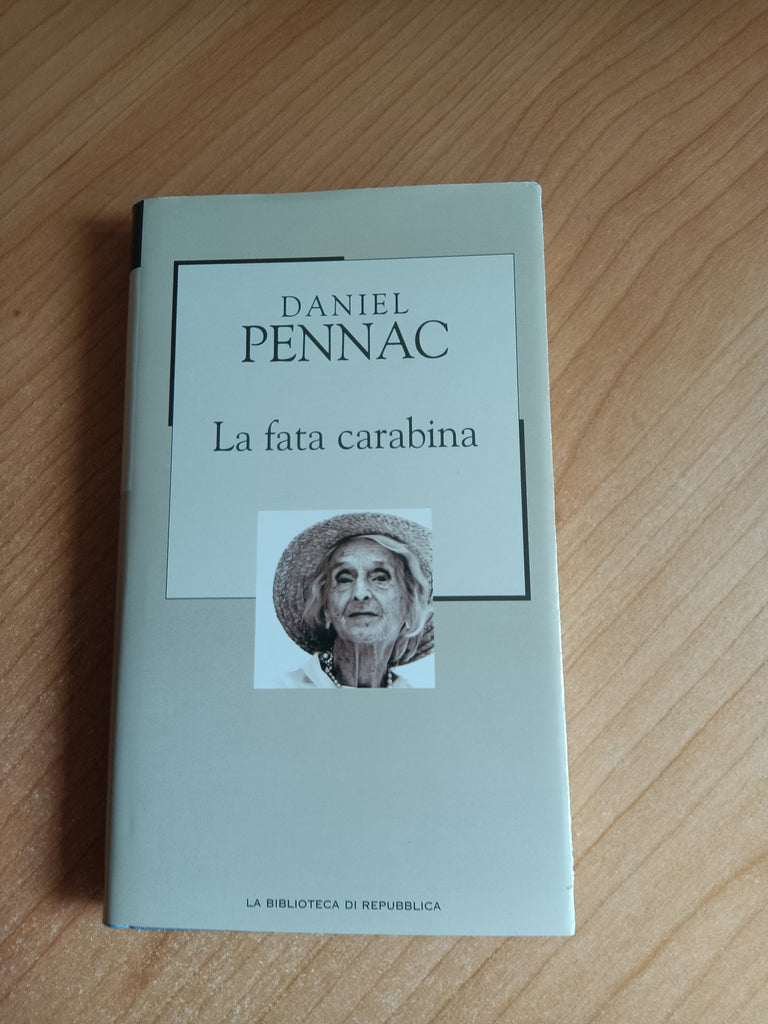 DANIEL
PENNAC
La fata carabina
LA BIBLIOTECA DI REPUBBLICA